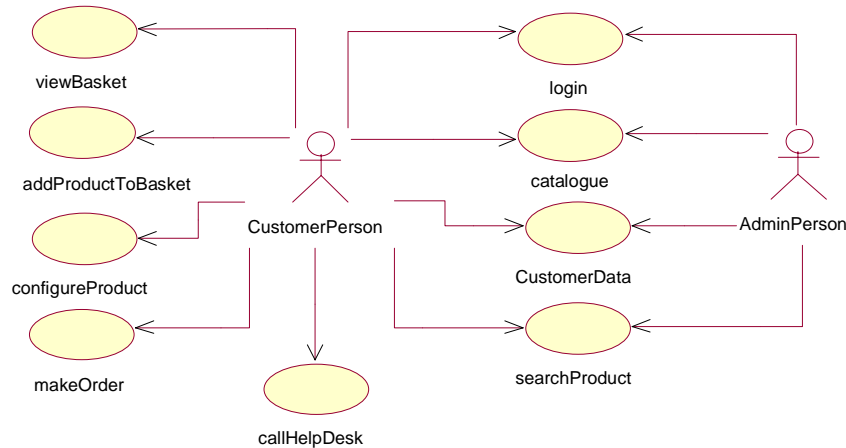 viewBasket
login
addProductToBasket
catalogue
CustomerPerson
AdminPerson
configureProduct
CustomerData
makeOrder
searchProduct
callHelpDesk